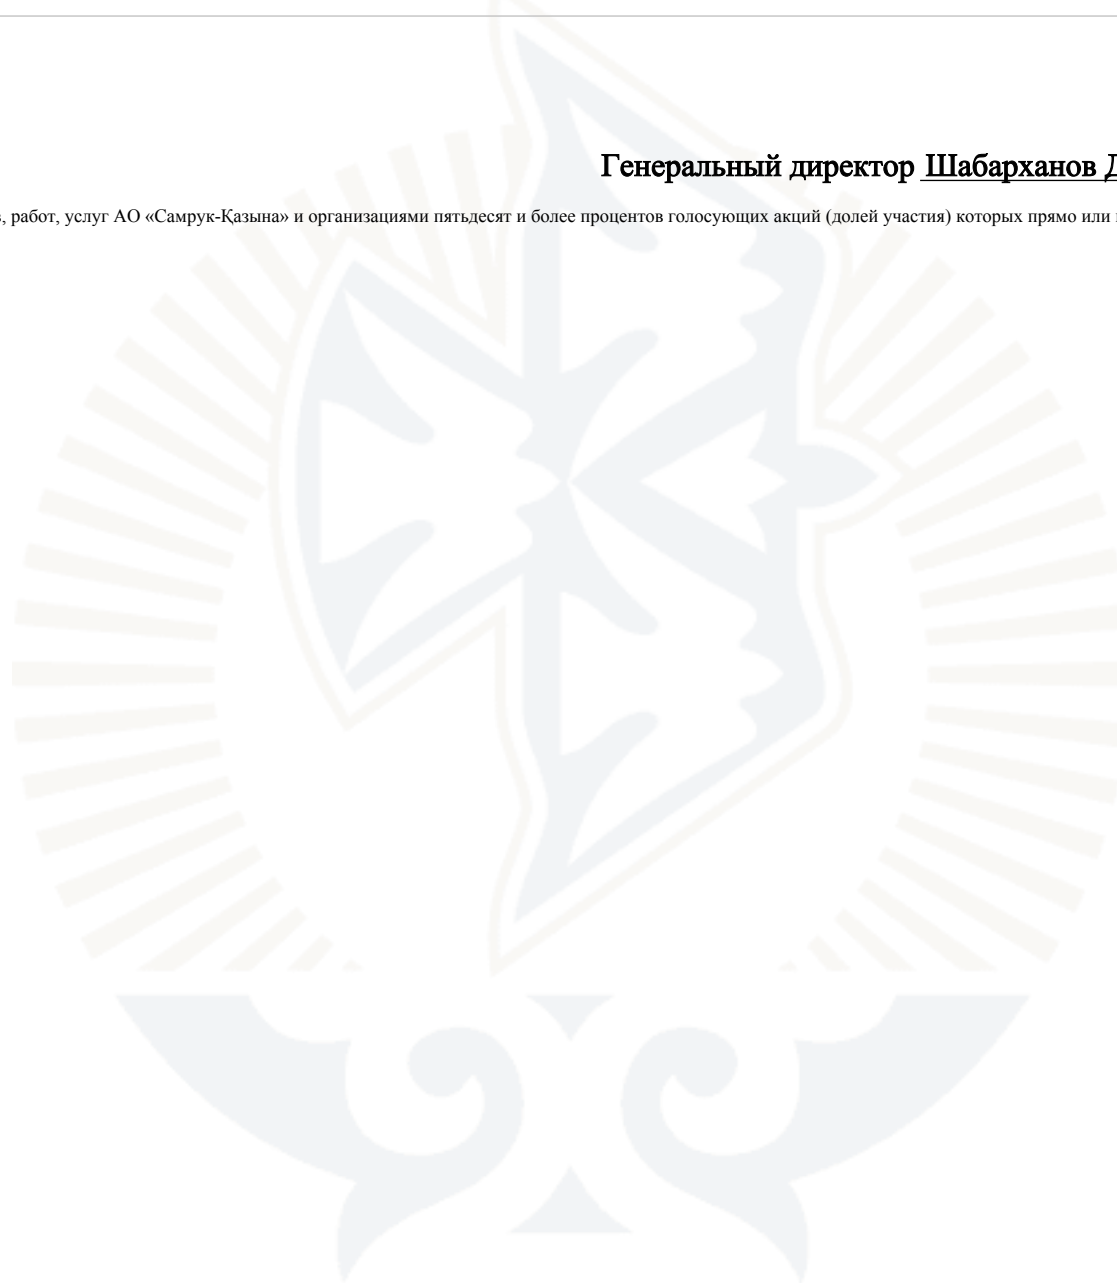 Генеральный директор Шабарханов Д
, работ, услуг АО «Самрук-Қазына» и организациями пятьдесят и более процентов голосующих акций (долей участия) которых прямо или